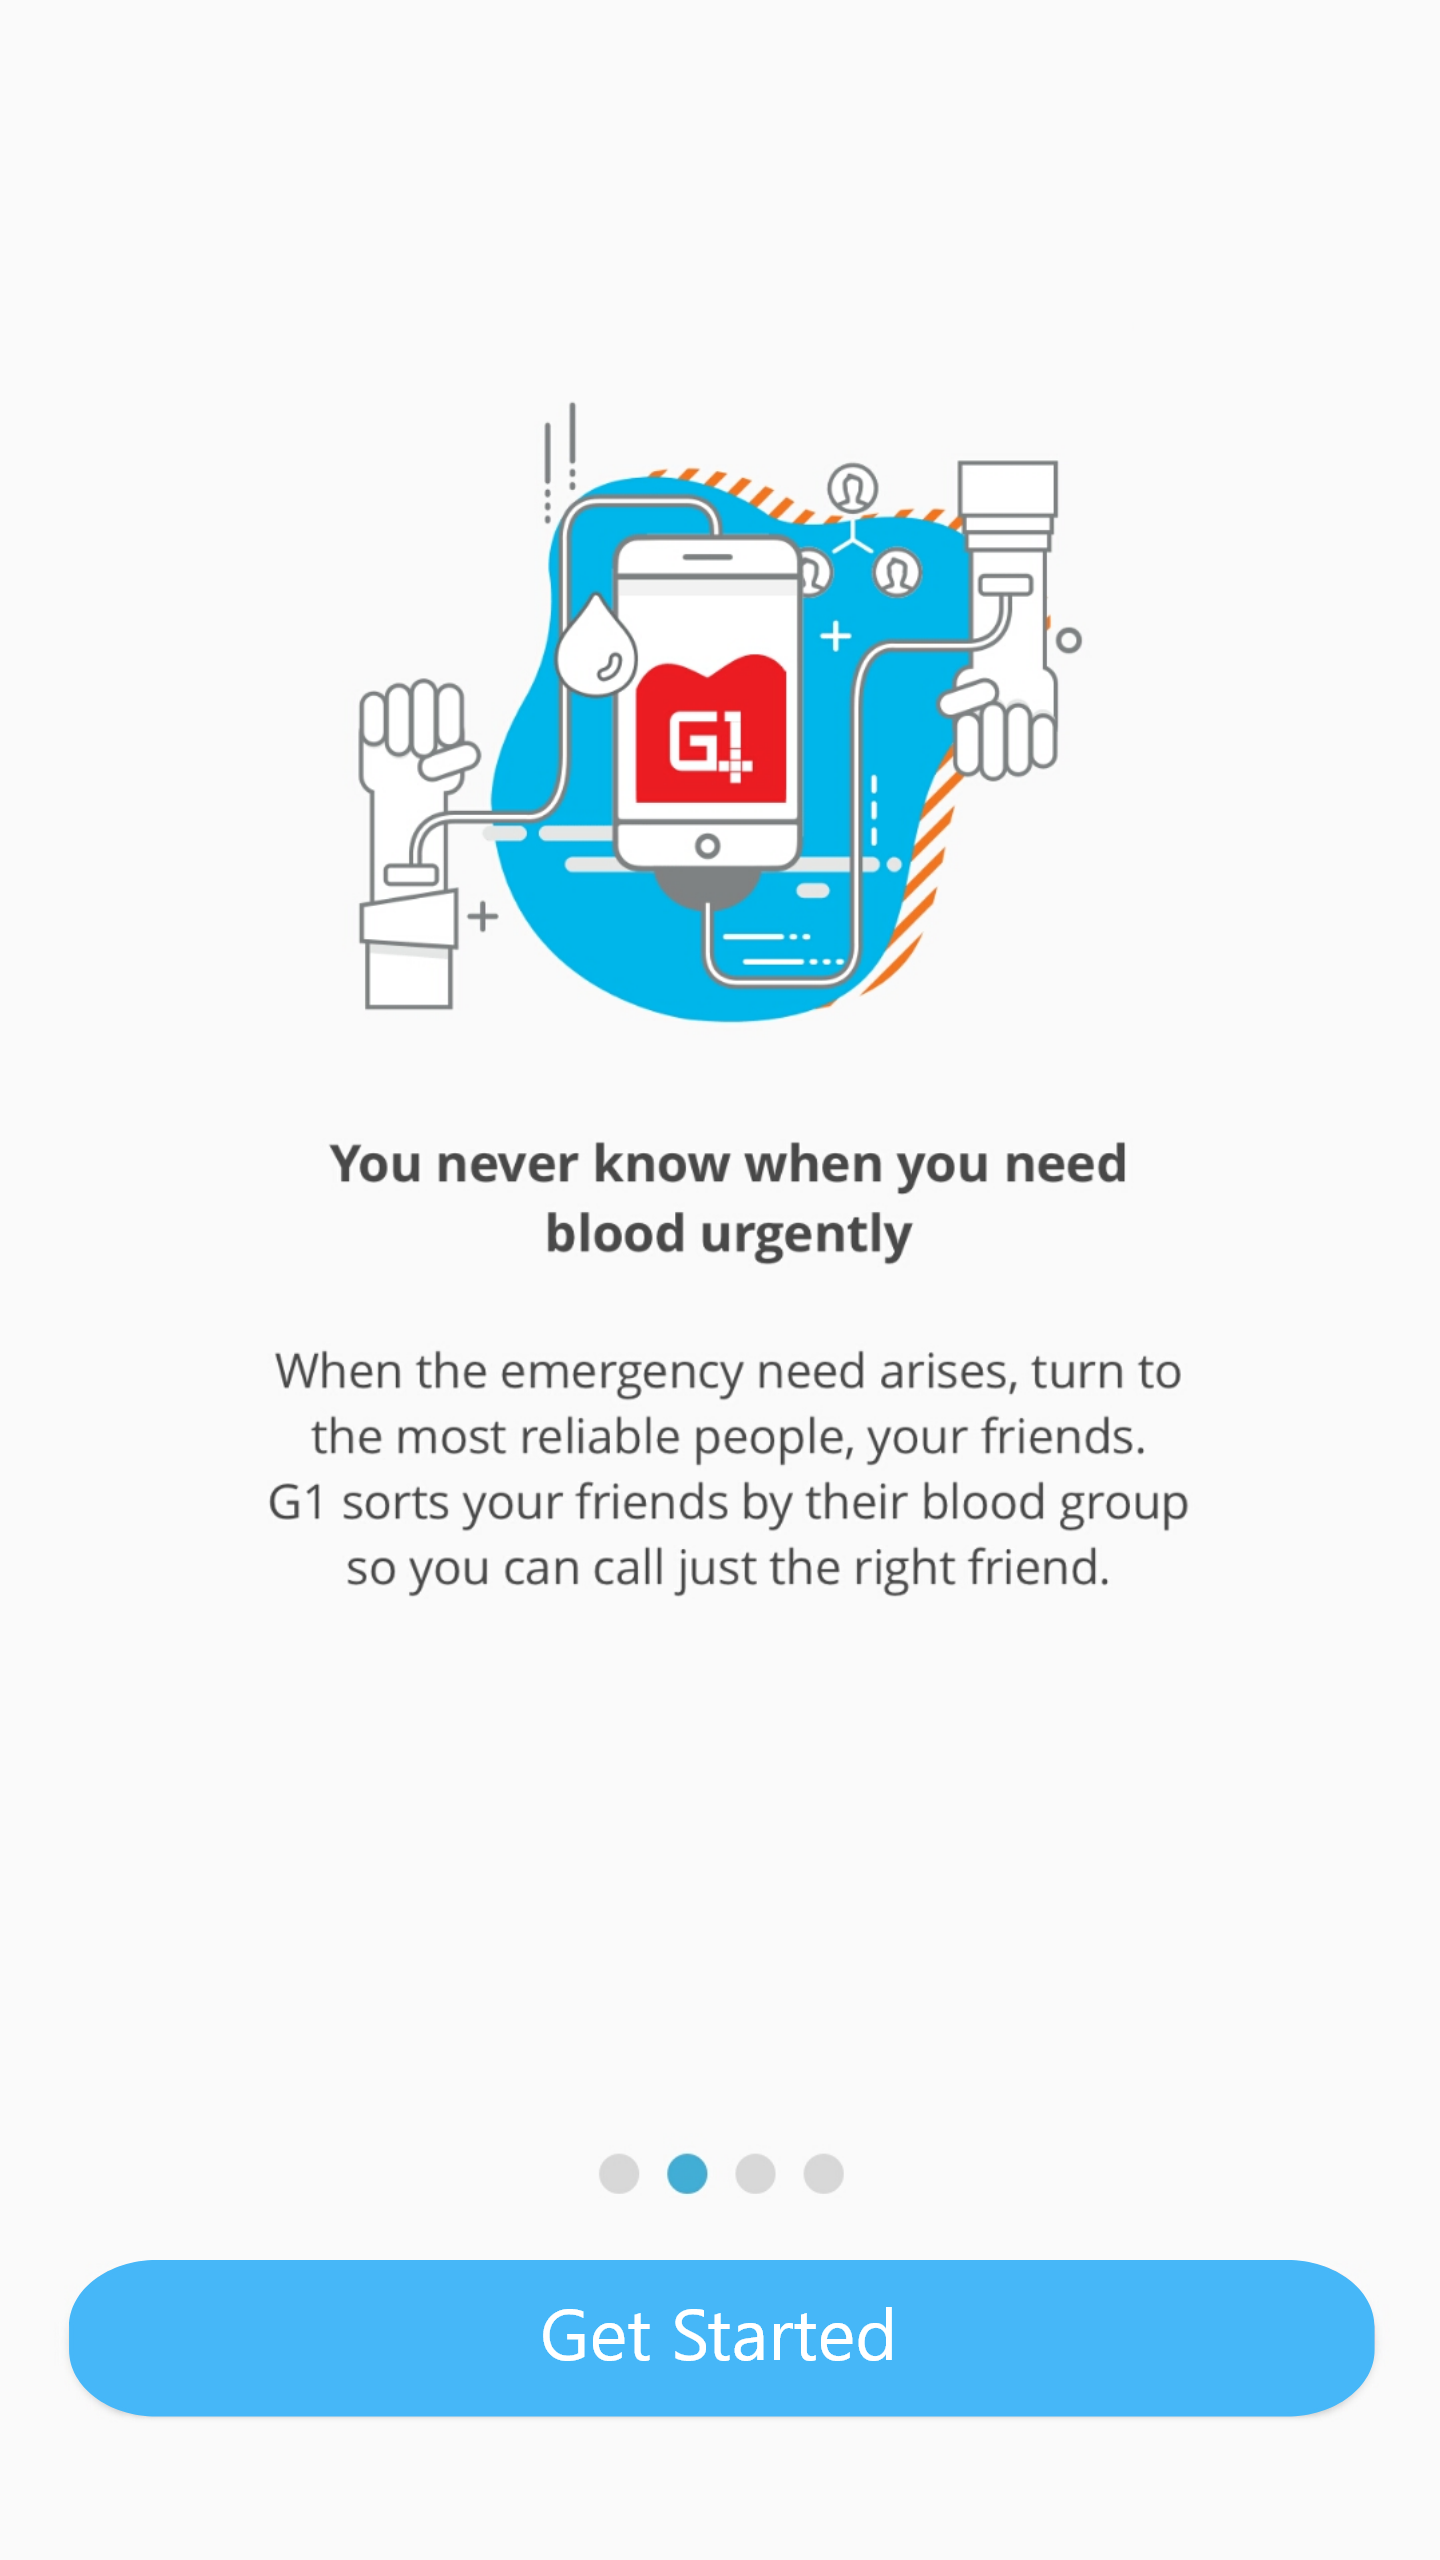 G1
You never know when you need
blood urgently
When the emergency need arises, turn to
the most reliable people, your friends.
G1 sorts your friends by their blood group
so you can call just the right friend.
Get Started